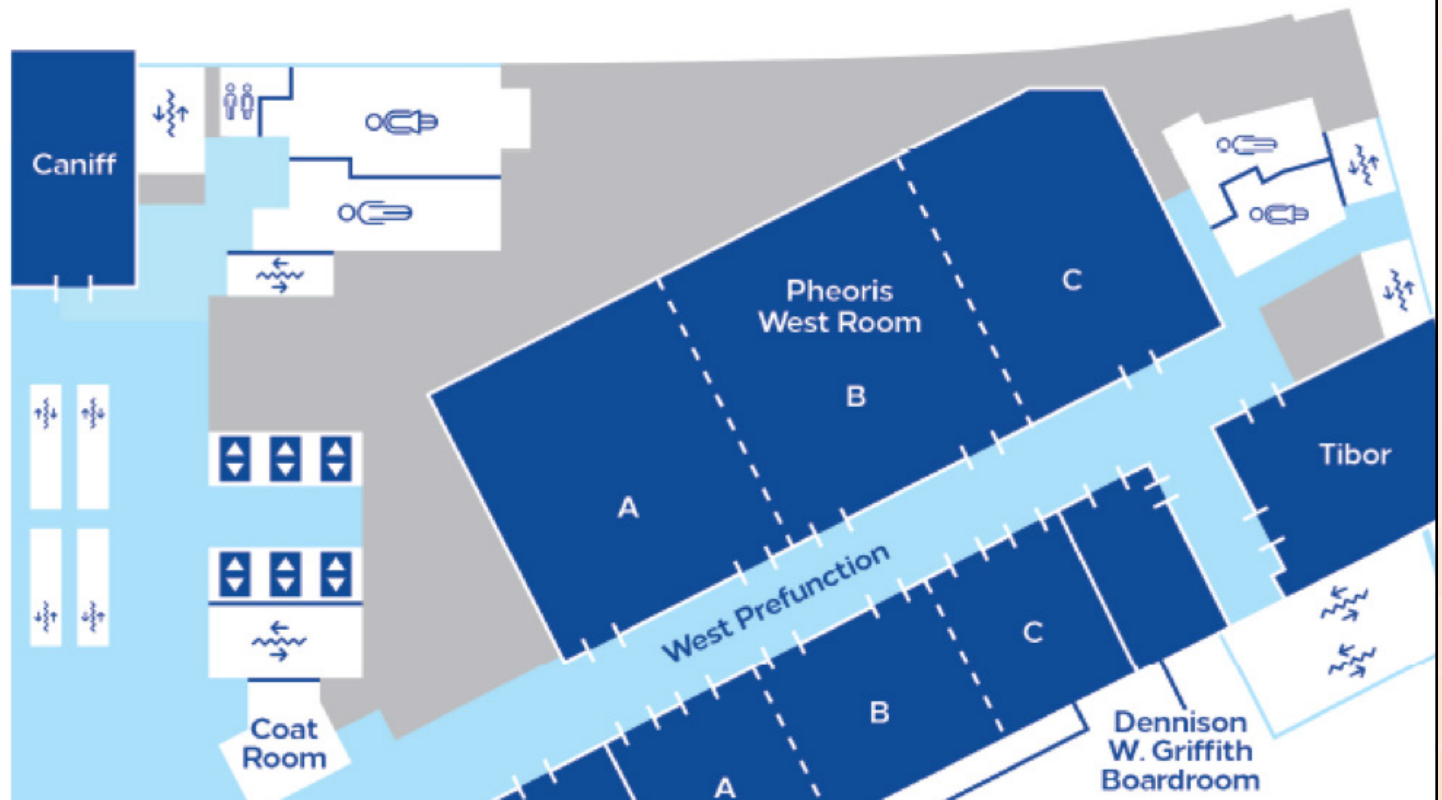 Caniff
Pheoris
West Room
A
B
C
Tibor
West Prefunction
A
B
C
Coat
Room
Dennison
W. Griffith
Boardroom